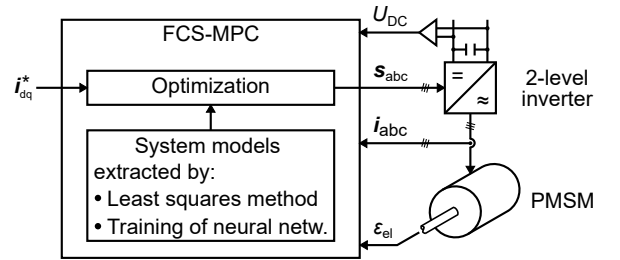 FCS-MPC
U_DC
i*_dq
Optimization
s_abc
=
≈
2-level
inverter
System models
extracted by:
• Least squares method
• Training of neural netw.
i_abc
PMSM
ε_el